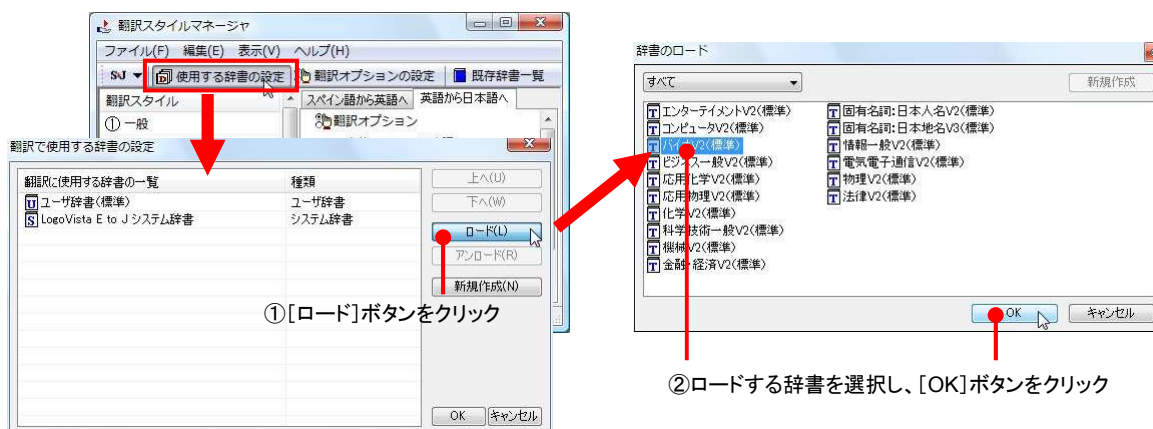 翻訳スタイルマネージャ
ファイル(F) 編集(E) 表示(V) ヘルプ(H)
使用する辞書の設定 翻訳オプションの設定 既存辞書一覧
翻訳スタイル
スペイン語から英語へ 英語から日本語へ
① 一般
翻訳オプション
翻訳で使用する辞書の設定
翻訳に使用する辞書の一覧 種類
ユーザ辞書(標準) ユーザ辞書
LogoVista E to J システム辞書 システム辞書
上へ(U)
下へ(W)
ロード(L)
アンロード(R)
新規作成(N)
①[ロード]ボタンをクリック
OK キャンセル
辞書のロード
すべて 新規作成
エンターテイメントV2(標準) 固有名詞:日本人名V2(標準)
コンピュータV2(標準) 固有名詞:日本地名V3(標準)
バイオV2(標準) 情報一般V2(標準)
ビジネス一般V2(標準) 電気電子通信V2(標準)
応用化学V2(標準) 物理V2(標準)
応用物理V2(標準) 法律V2(標準)
化学V2(標準)
科学技術一般V2(標準)
機械V2(標準)
金融・経済V2(標準)
OK キャンセル
②ロードする辞書を選択し、[OK]ボタンをクリック